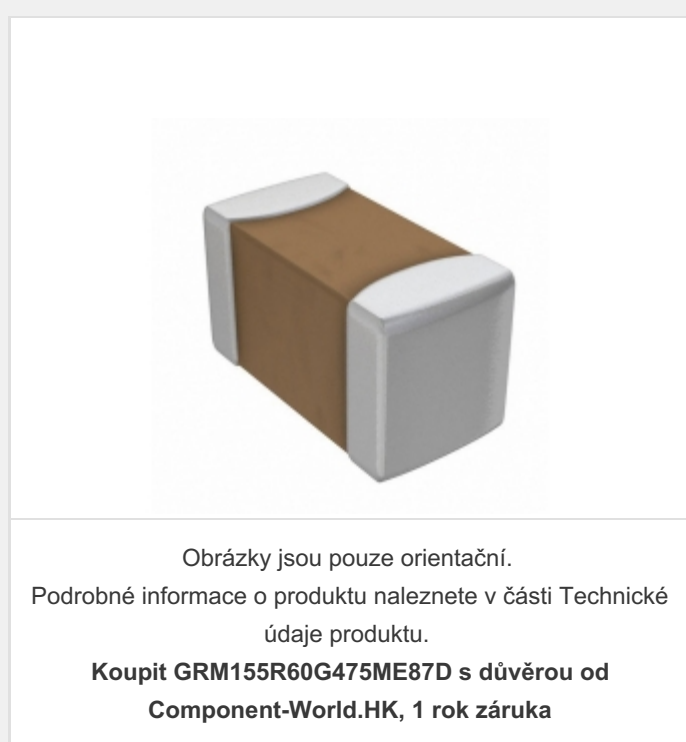 Obrázky jsou pouze orientační.
Podrobné informace o produktu naleznete v části Technické
údaje produktu.
Koupit GRM155R60G475ME87D s důvěrou od
Component-World.HK, 1 rok záruka